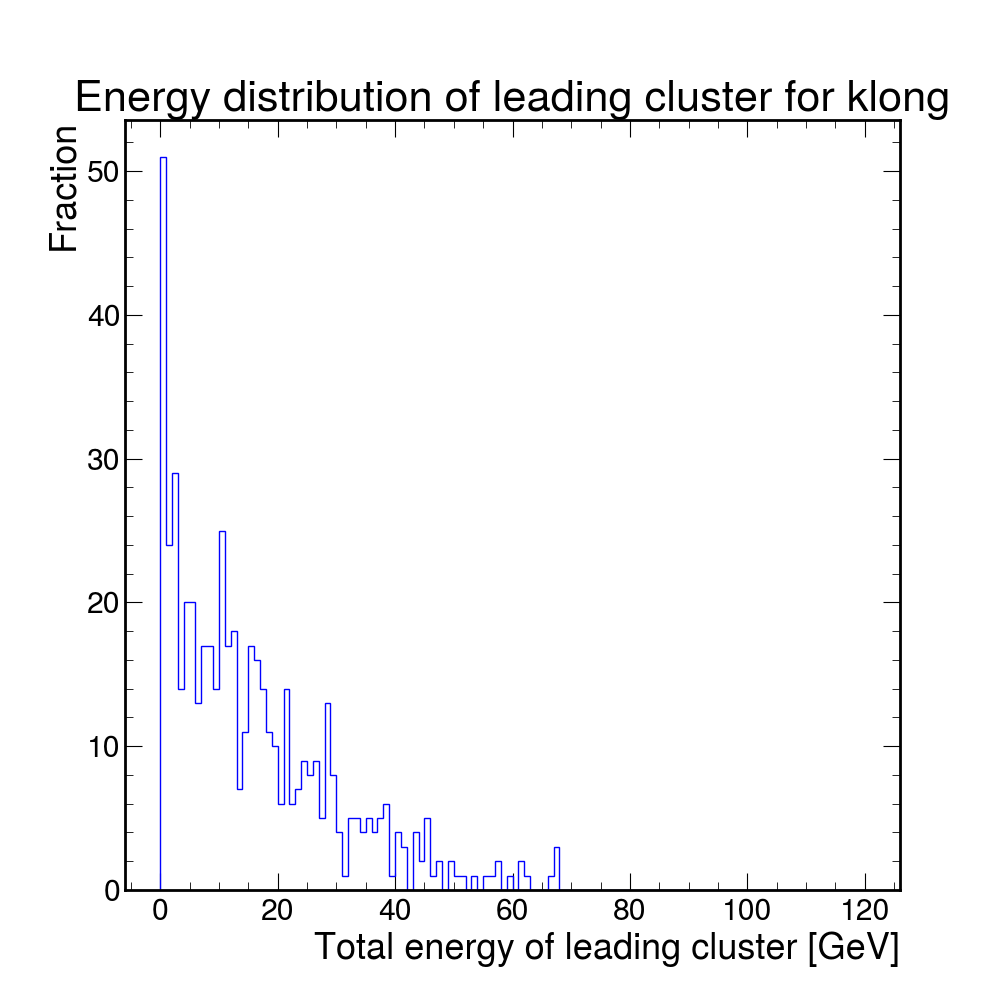 Energy distribution of leading cluster for klong
Fraction
50
40
30
20
10
0
0 20 40 60 80 100 120
Total energy of leading cluster [GeV]